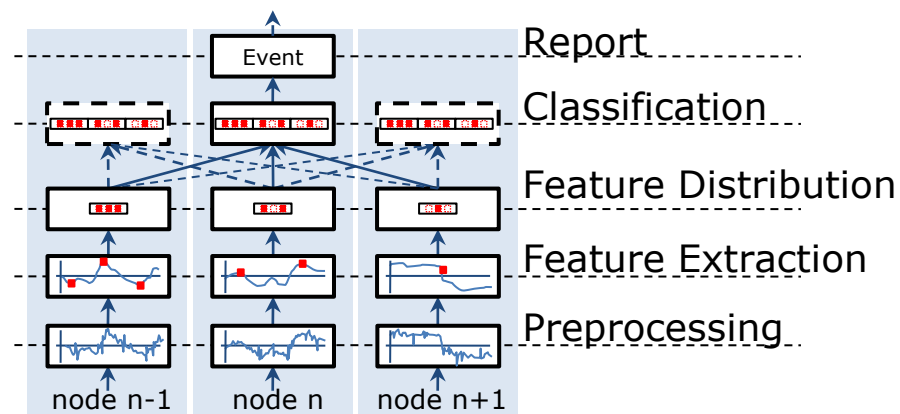 Report
Event
Classification
Feature Distribution
Feature Extraction
Preprocessing
node n-1
node n
node n+1